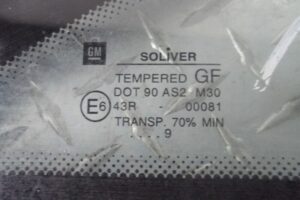 GM
SOLIVER
TEMPERED GF
DOT 90 AS2 M30
E6 43R - 00081
TRANSP. 70% MIN
. . . . 9